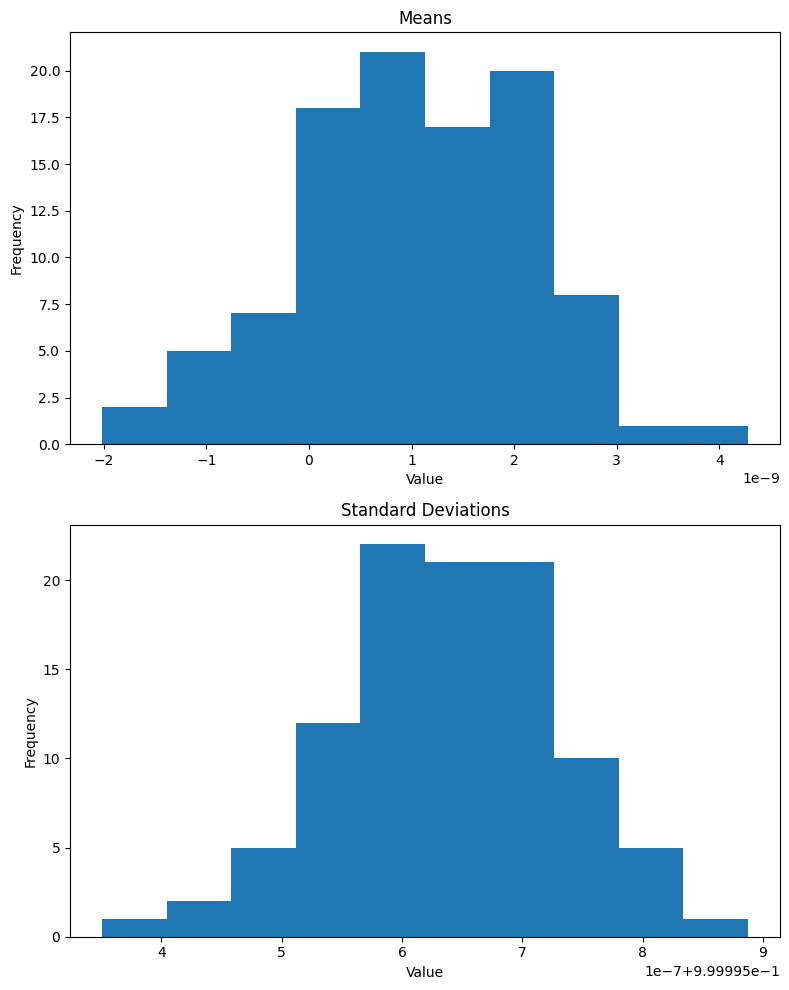 Means
Frequency
20.0
17.5
15.0
12.5
10.0
7.5
5.0
2.5
0.0
−2 −1 0 1 2 3 4
Value
1e−9
Standard Deviations
Frequency
20
15
10
5
0
4 5 6 7 8 9
Value
1e−7+9.99995e−1